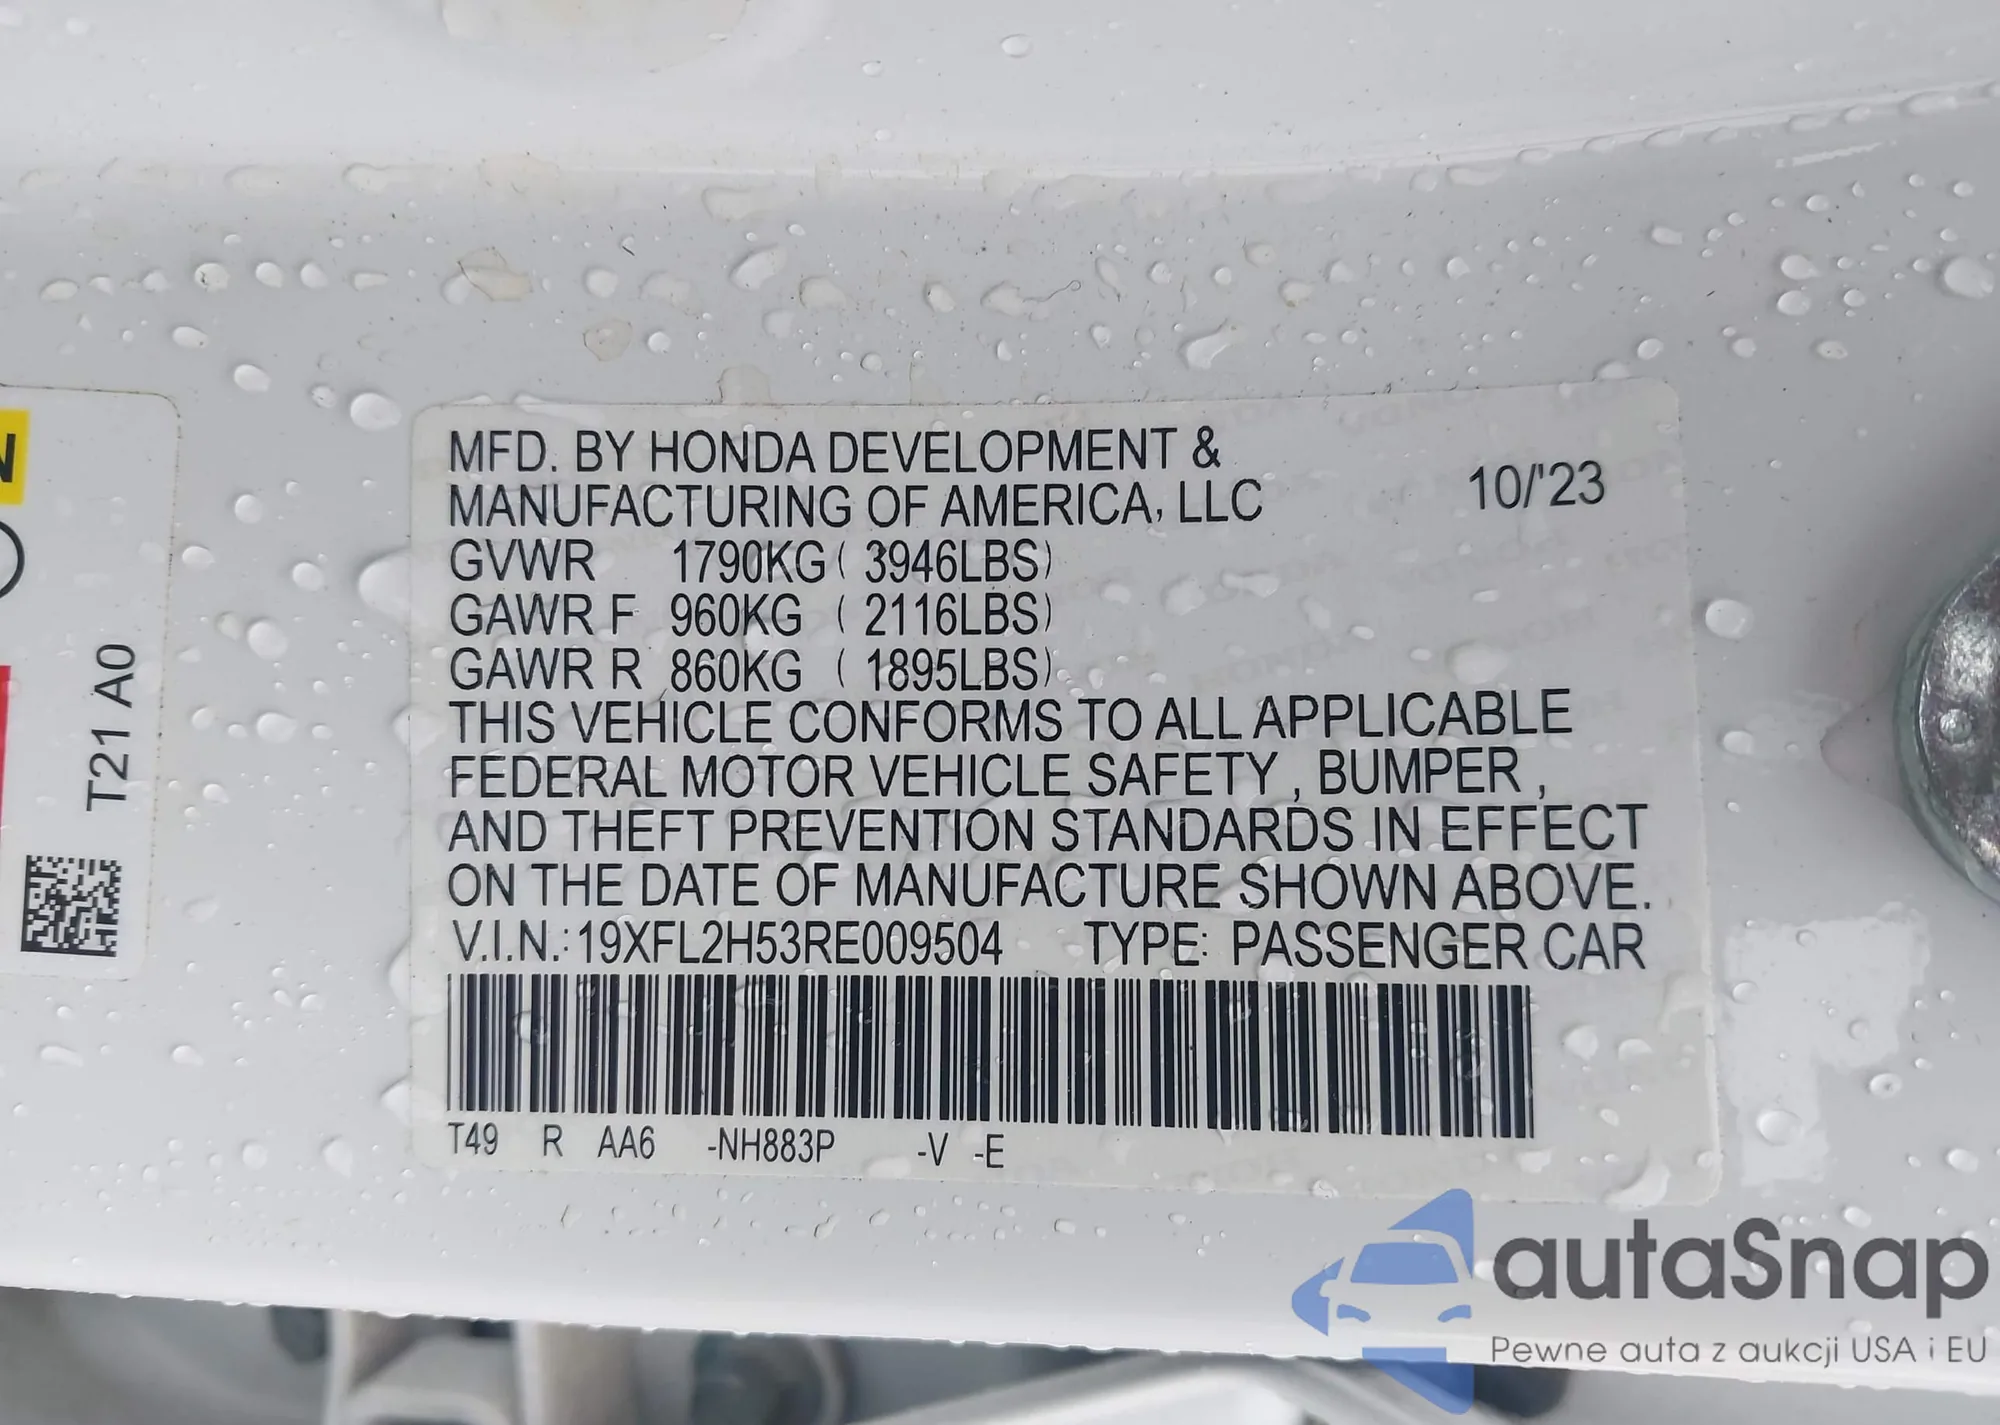 MFD. BY HONDA DEVELOPMENT &
MANUFACTURING OF AMERICA, LLC
10/'23
GVWR 1790KG ( 3946LBS)
GAWR F 960KG ( 2116LBS)
GAWR R 860KG ( 1895LBS)
THIS VEHICLE CONFORMS TO ALL APPLICABLE
FEDERAL MOTOR VEHICLE SAFETY , BUMPER ,
AND THEFT PREVENTION STANDARDS IN EFFECT
ON THE DATE OF MANUFACTURE SHOWN ABOVE.
V.I.N.: 19XFL2H53RE009504 TYPE: PASSENGER CAR
T49 R AA6 -NH883P -V -E
T21 A0
autaSnap
Pewne auta z aukcji USA i EU